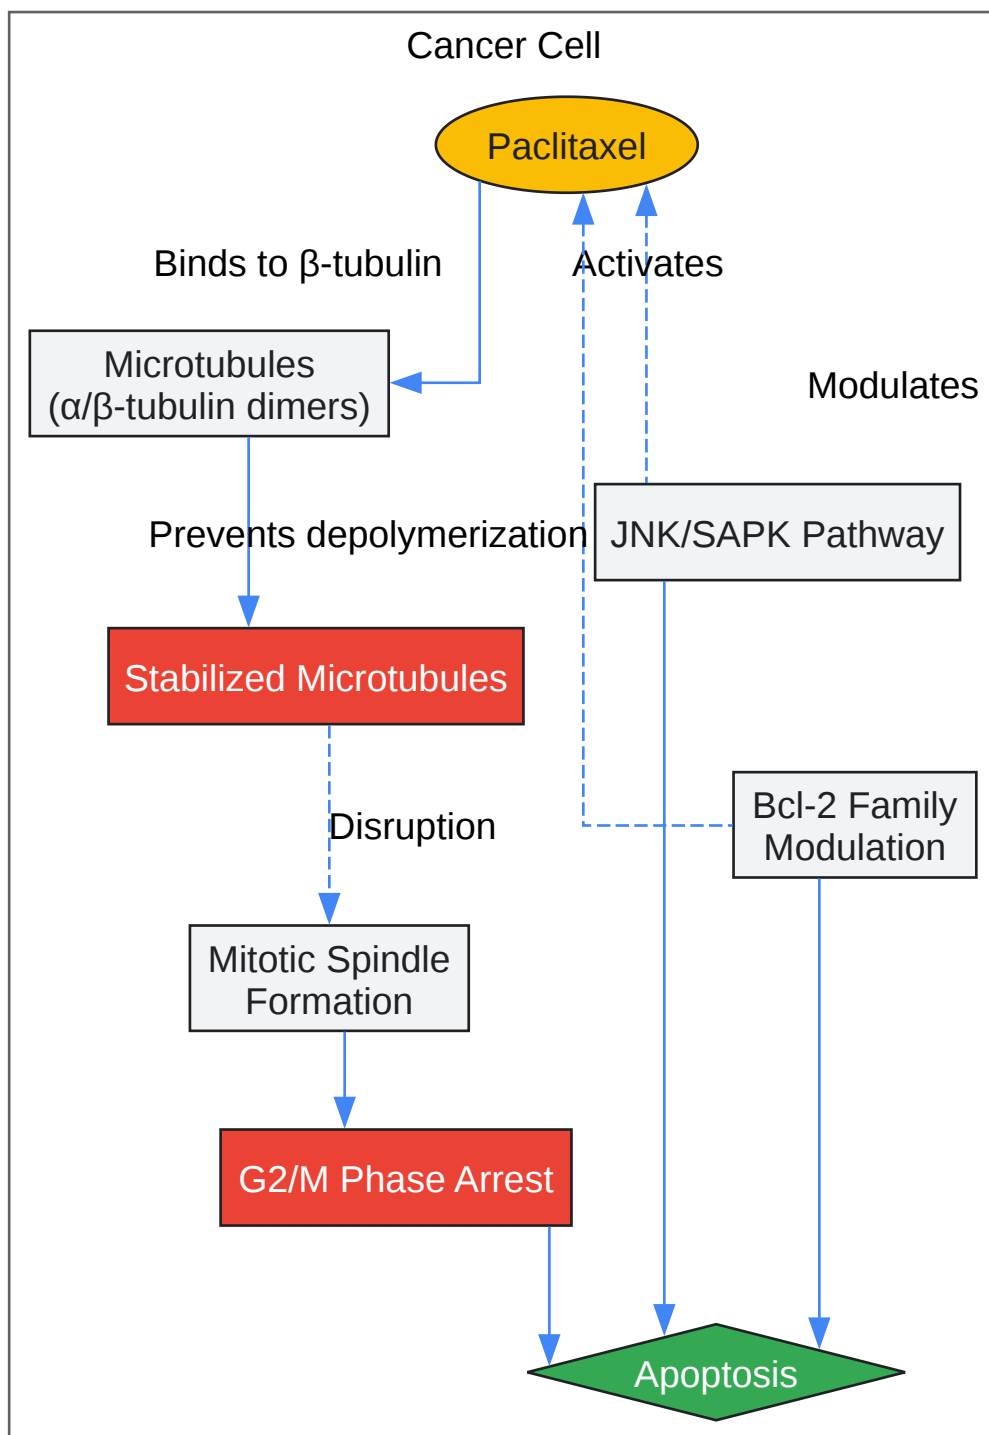 Cancer Cell
Paclitaxel
Binds to β-tubulin
Activates
Microtubules
(α/β-tubulin dimers)
Modulates
Prevents depolymerization
JNK/SAPK Pathway
Stabilized Microtubules
Bcl-2 Family
Modulation
Disruption
Mitotic Spindle
Formation
G2/M Phase Arrest
Apoptosis